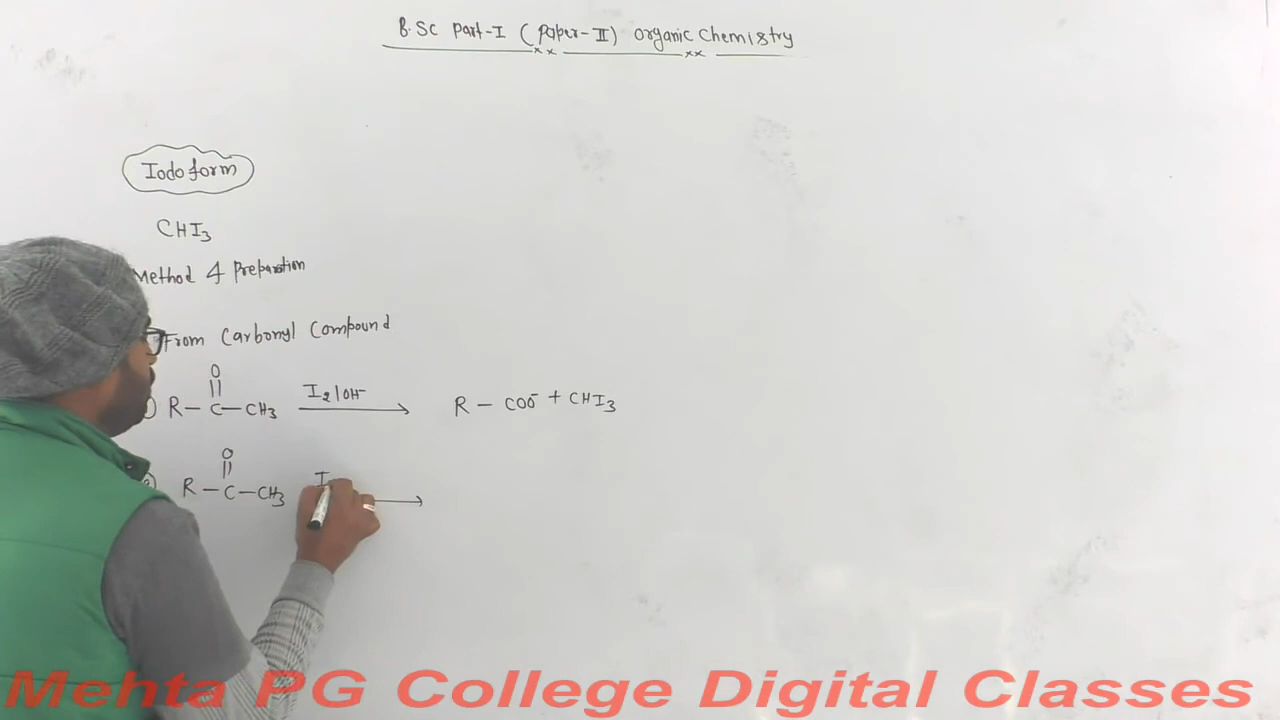 B.Sc Part-I (Paper-II) Organic Chemistry
Iodoform
CHI3
Method of Preparation
From Carbonyl Compound
O
R-C-CH3 I2/OH- R-COO- + CHI3
O
R-C-CH3 I
Mehta PG College Digital Classes